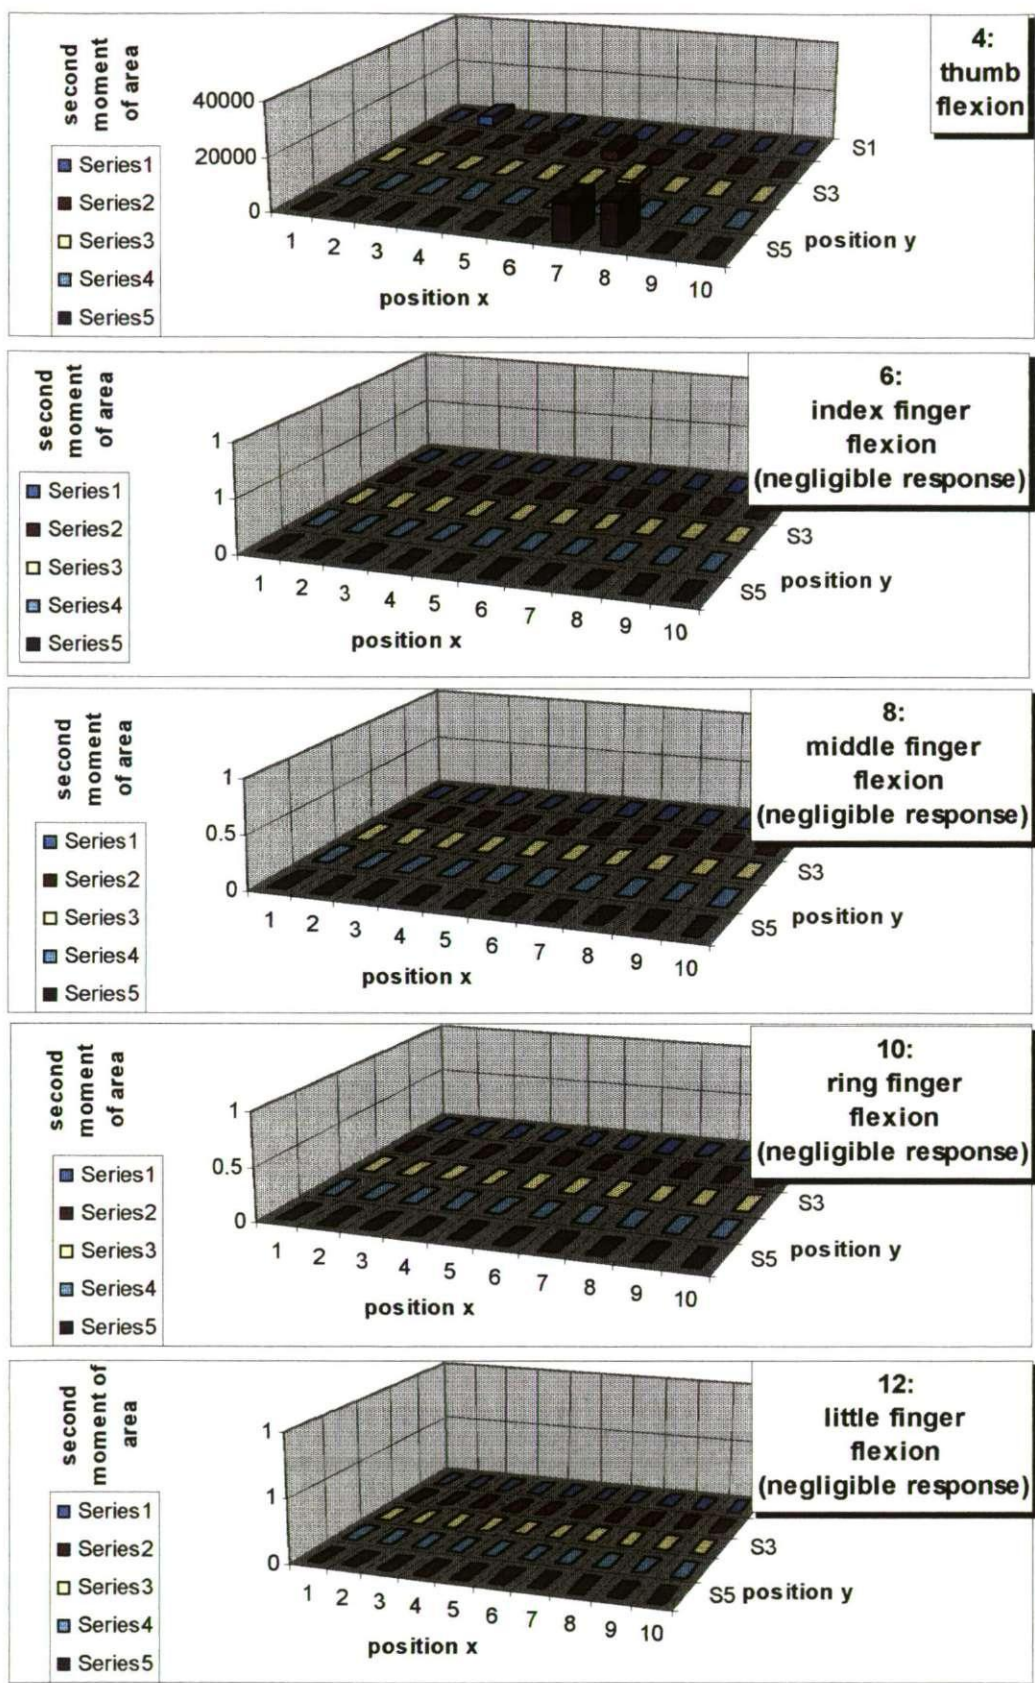 second
moment
of area
40000
20000
0
Series1
Series2
Series3
Series4
Series5
1 2 3 4 5 6 7 8 9 10
position x
S1
S3
S5 position y
4:
thumb
flexion
second
moment
of area
1
1
0
Series1
Series2
Series3
Series4
Series5
1 2 3 4 5 6 7 8 9 10
position x
S3
S5 position y
6:
index finger
flexion
(negligible response)
second
moment
of area
1
0.5
0
Series1
Series2
Series3
Series4
Series5
1 2 3 4 5 6 7 8 9 10
position x
S3
S5 position y
8:
middle finger
flexion
(negligible response)
second
moment
of area
1
0.5
0
Series1
Series2
Series3
Series4
Series5
1 2 3 4 5 6 7 8 9 10
position x
S3
S5 position y
10:
ring finger
flexion
(negligible response)
second
moment of
area
1
1
0
Series1
Series2
Series3
Series4
Series5
1 2 3 4 5 6 7 8 9 10
position x
S3
S5 position y
12:
little finger
flexion
(negligible response)